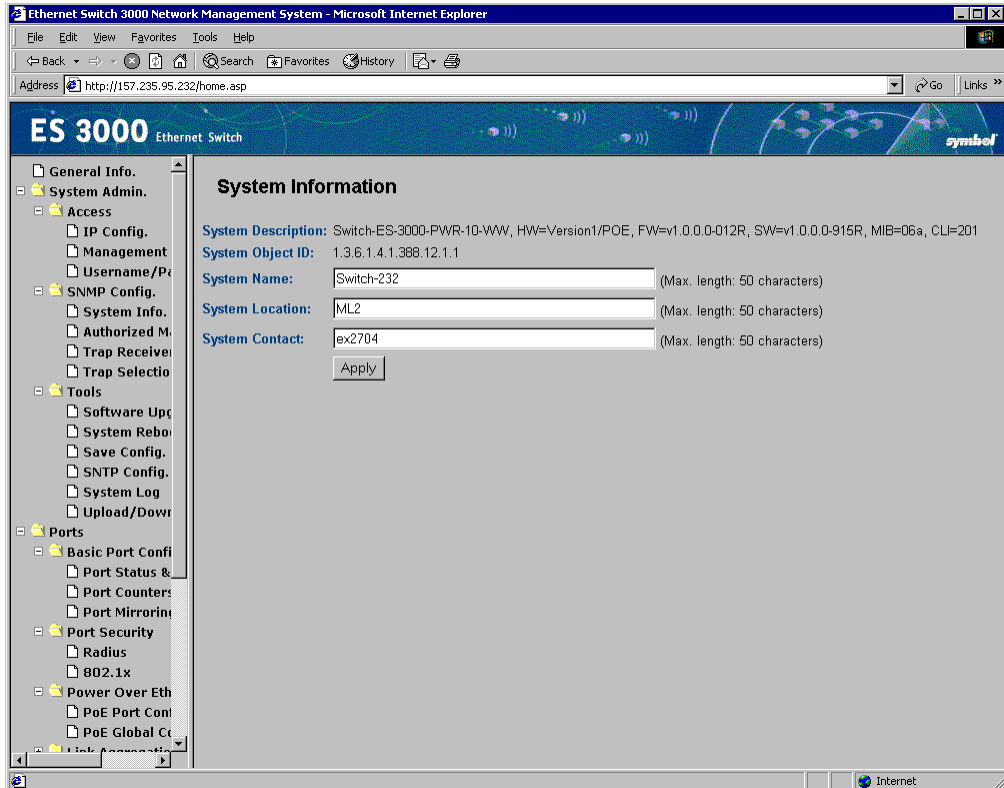 Ethernet Switch 3000 Network Management System - Microsoft Internet Explorer
File Edit View Favorites Tools Help
Back Search Favorites History
Address http://157.235.95.232/home.asp Go Links »
ES 3000 Ethernet Switch
symbol
General Info.
System Admin.
Access
IP Config.
Management
Username/Pa
SNMP Config.
System Info.
Authorized M
Trap Receive
Trap Selectio
Tools
Software Upg
System Rebo
Save Config.
SNTP Config.
System Log
Upload/Down
Ports
Basic Port Confi
Port Status &
Port Counters
Port Mirroring
Port Security
Radius
802.1x
Power Over Eth
PoE Port Conf
PoE Global Co
Link Aggregatio
System Information
System Description: Switch-ES-3000-PWR-10-WW, HW=Version1/POE, FW=v1.0.0.0-012R, SW=v1.0.0.0-915R, MIB=06a, CLI=201
System Object ID: 1.3.6.1.4.1.388.12.1.1
System Name: Switch-232 (Max. length: 50 characters)
System Location: ML2 (Max. length: 50 characters)
System Contact: ex2704 (Max. length: 50 characters)
Apply
Internet